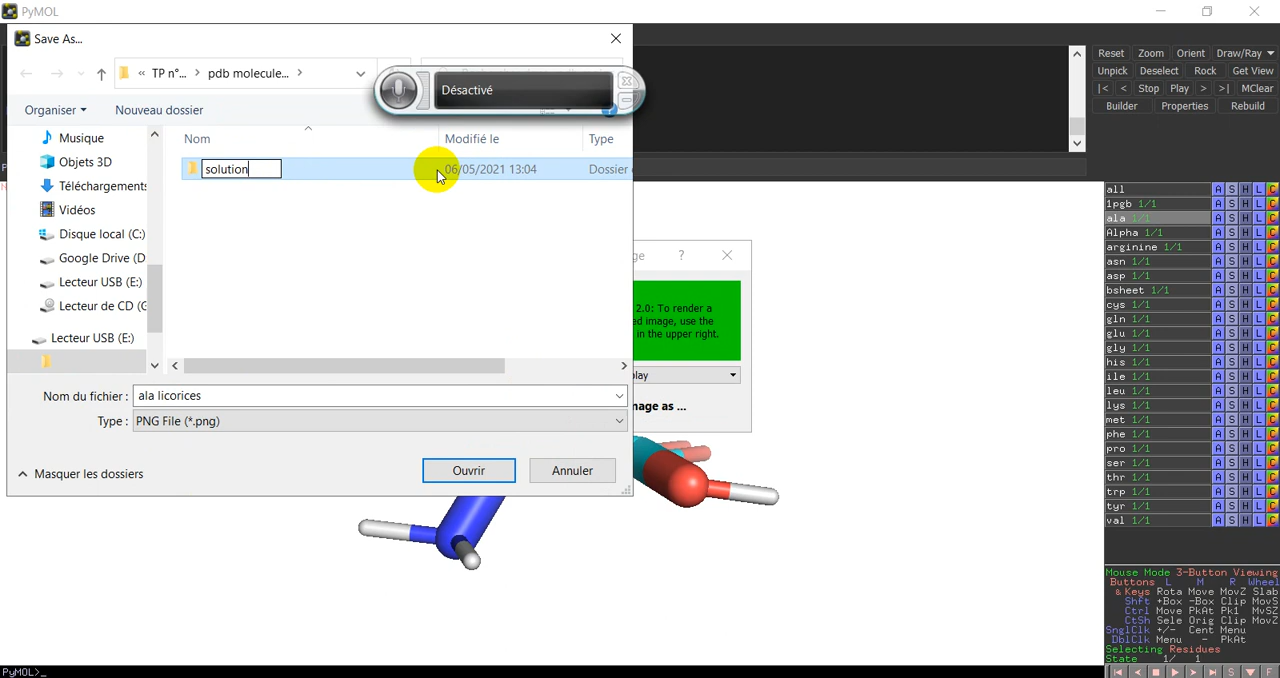 PyMOL
Save As...
« TP n°... › pdb molecule... ›
Désactivé
Organiser
Nouveau dossier
Musique
Objets 3D
Téléchargements
Vidéos
Disque local (C:)
Google Drive (D
Lecteur USB (E:)
Lecteur de CD (G
Lecteur USB (E:)
Nom
Modifié le
Type
solution
06/05/2021 13:04
Dossier
Nom du fichier : ala licorices
Type : PNG File (*.png)
Masquer les dossiers
Ouvrir
Annuler
ge ?
2.0: To render a
ed image, use the
in the upper right.
lay
mage as ...
Reset Zoom Orient Draw/Ray
Unpick Deselect Rock Get View
|< < Stop Play > >| MClear
Builder Properties Rebuild
all A S H L C
1pgb 1/1 A S H L C
ala 1/1 A S H L C
Alpha 1/1 A S H L C
arginine 1/1 A S H L C
asn 1/1 A S H L C
asp 1/1 A S H L C
bsheet 1/1 A S H L C
cys 1/1 A S H L C
gln 1/1 A S H L C
glu 1/1 A S H L C
gly 1/1 A S H L C
his 1/1 A S H L C
ile 1/1 A S H L C
leu 1/1 A S H L C
lys 1/1 A S H L C
met 1/1 A S H L C
phe 1/1 A S H L C
pro 1/1 A S H L C
ser 1/1 A S H L C
thr 1/1 A S H L C
trp 1/1 A S H L C
tyr 1/1 A S H L C
val 1/1 A S H L C
Mouse Mode 3-Button Viewing
Buttons L M R Wheel
& Keys Rota Move MovZ Slab
Shft +Box -Box Clip MovS
Ctrl Move PkAt Pk1 MvSZ
CtSh Sele Orig Clip MovZ
SnglClk +/- Cent Menu
DblClk Menu - PkAt
Selecting Residues
State 1/ 1
S F
PyMOL>_